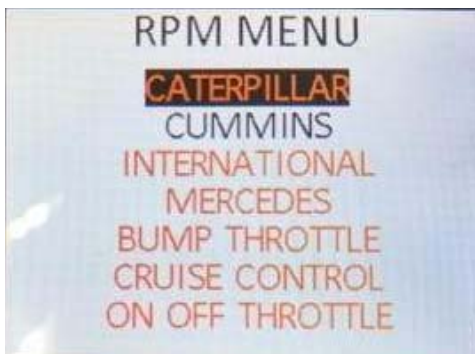 RPM MENU
CATERPILLAR
CUMMINS
INTERNATIONAL
MERCEDES
BUMP THROTTLE
CRUISE CONTROL
ON OFF THROTTLE